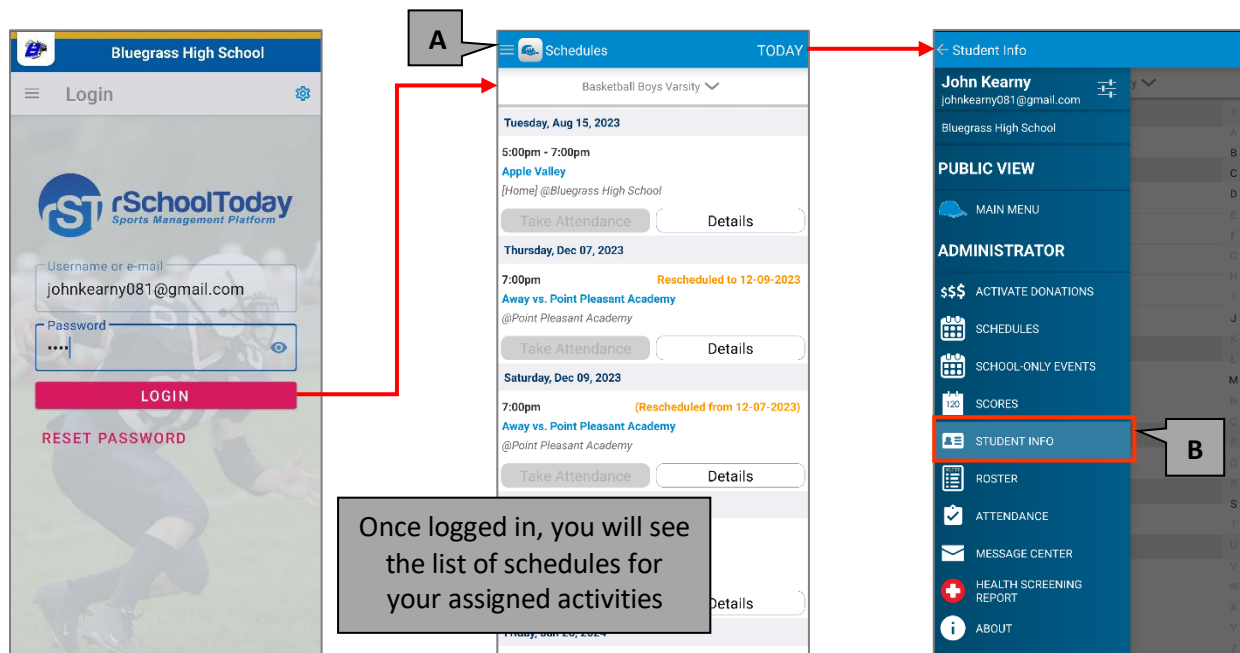 Bluegrass High School
Login
rSchoolToday
Sports Management Platform
Username or e-mail
johnkearny081@gmail.com
Password
••••
LOGIN
RESET PASSWORD
A
Schedules
TODAY
Basketball Boys Varsity
Tuesday, Aug 15, 2023
5:00pm - 7:00pm
Apple Valley
[Home] @Bluegrass High School
Take Attendance
Details
Thursday, Dec 07, 2023
7:00pm
Rescheduled to 12-09-2023
Away vs. Point Pleasant Academy
@Point Pleasant Academy
Take Attendance
Details
Saturday, Dec 09, 2023
7:00pm
(Rescheduled from 12-07-2023)
Away vs. Point Pleasant Academy
@Point Pleasant Academy
Take Attendance
Details
Once logged in, you will see
the list of schedules for
your assigned activities
Details
Student Info
John Kearny
johnkearny081@gmail.com
Bluegrass High School
PUBLIC VIEW
MAIN MENU
ADMINISTRATOR
$$$ ACTIVATE DONATIONS
SCHEDULES
SCHOOL-ONLY EVENTS
120 SCORES
STUDENT INFO
B
ROSTER
ATTENDANCE
MESSAGE CENTER
HEALTH SCREENING
REPORT
ABOUT
B
C
D
J
M
S